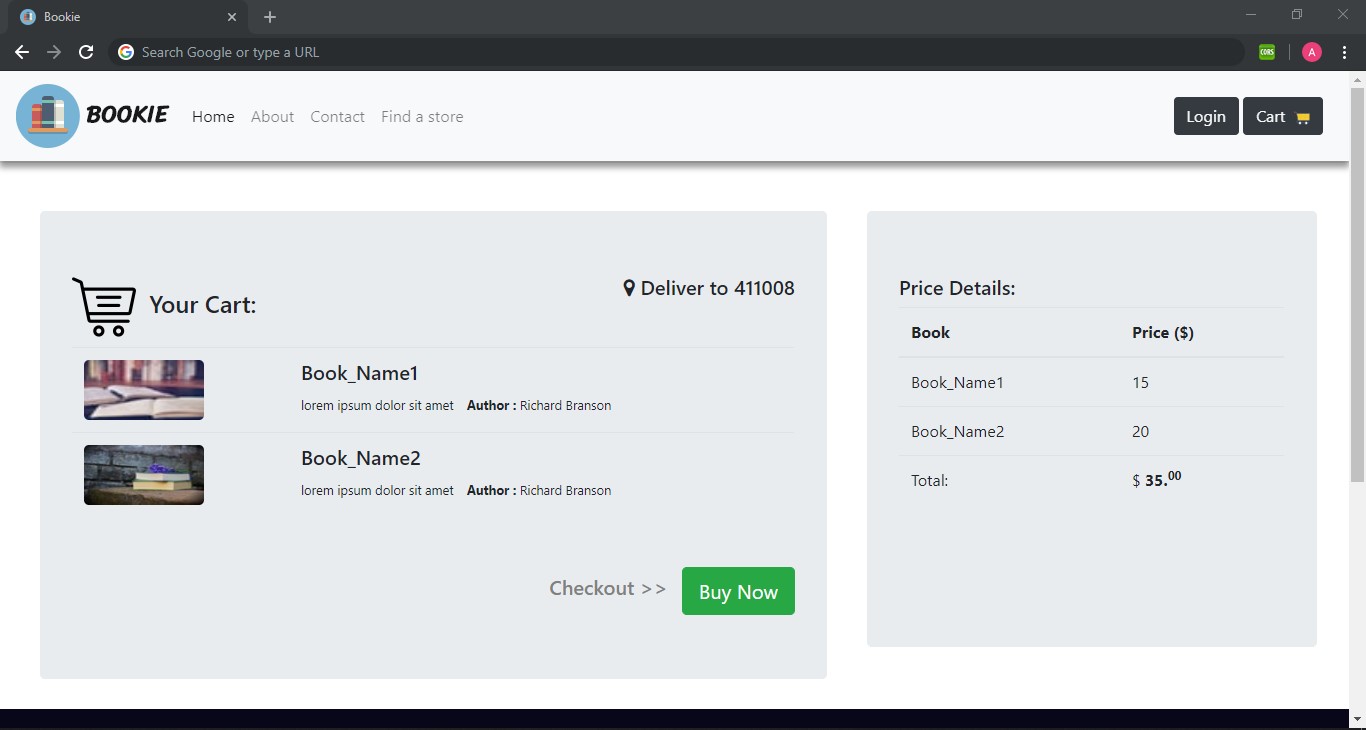 Bookie
Search Google or type a URL
CORS
A
BOOKIE Home About Contact Find a store Login Cart
Your Cart:
Deliver to 411008
Book_Name1
lorem ipsum dolor sit amet Author : Richard Branson
Book_Name2
lorem ipsum dolor sit amet Author : Richard Branson
Checkout >> Buy Now
Price Details:
Book Price ($)
Book_Name1 15
Book_Name2 20
Total: $ 35.00